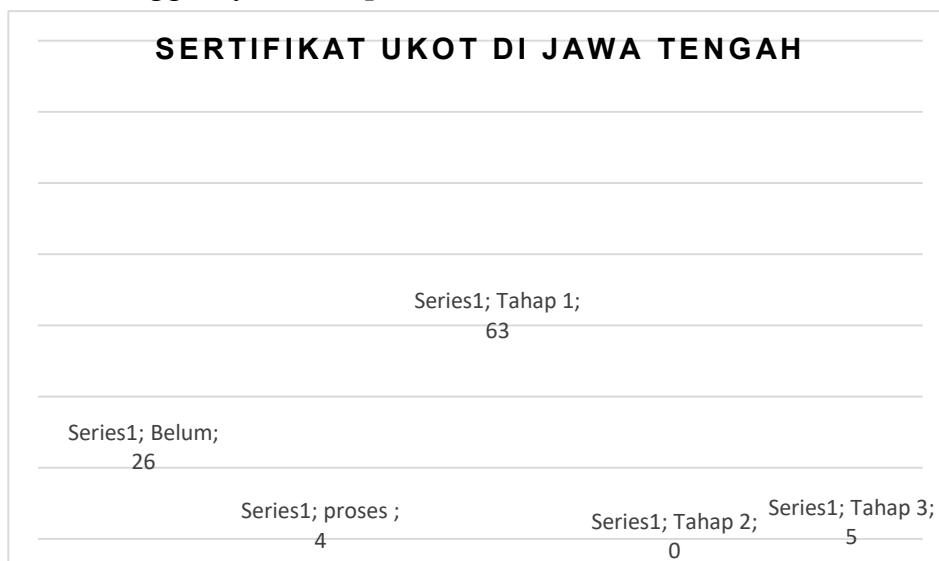 SERTIFIKAT UKOT DI JAWA TENGAH
Series1; Tahap 1;
63
Series1; Belum;
26
Series1; proses ;
4
Series1; Tahap 2;
0
Series1; Tahap 3;
5